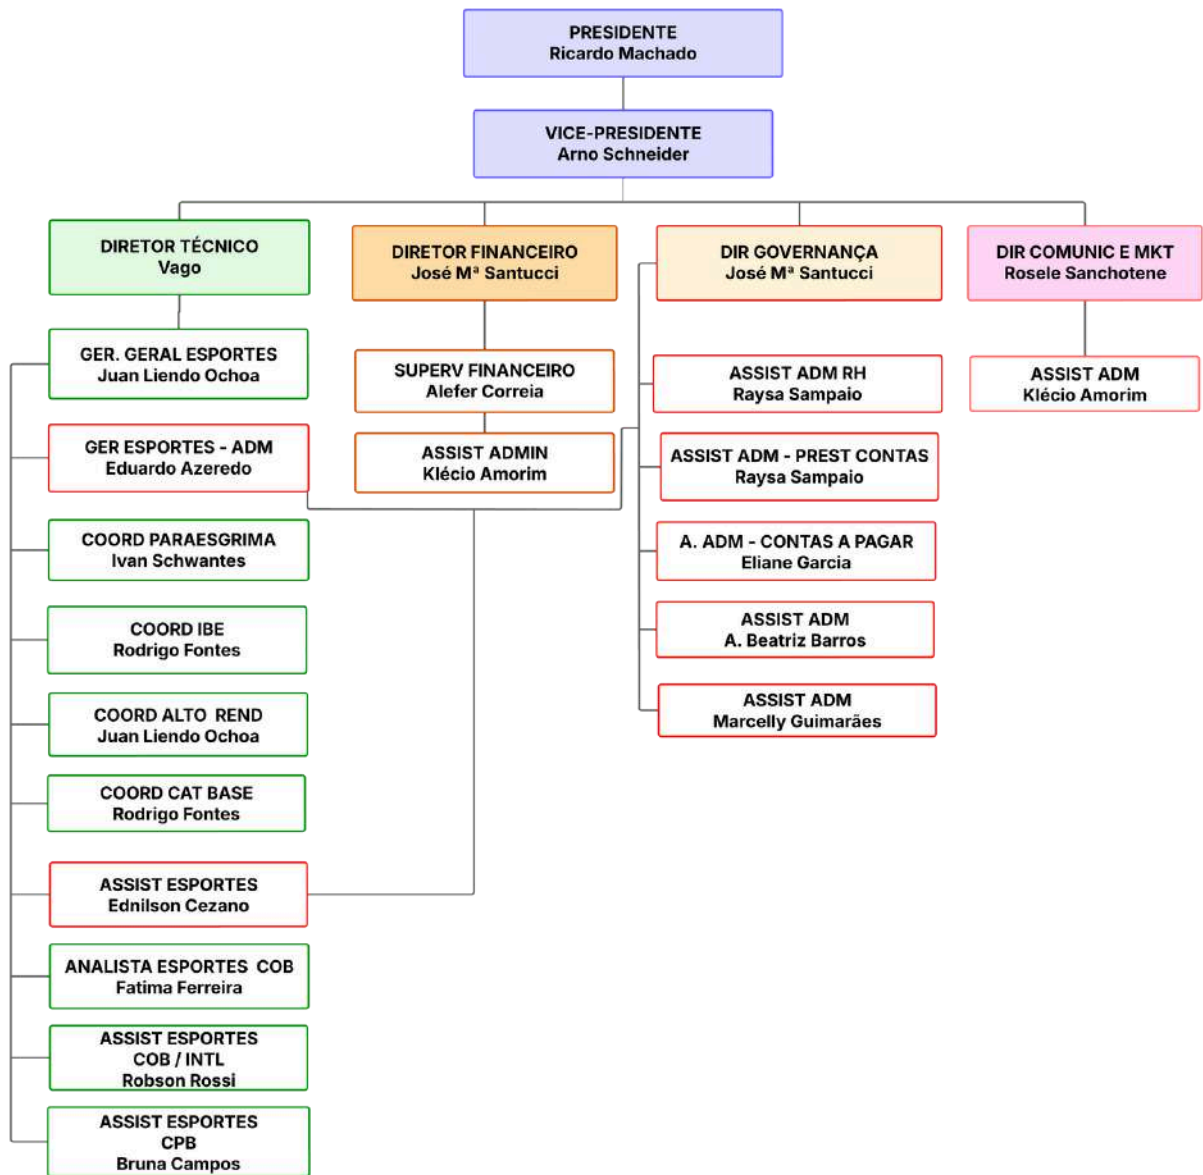 PRESIDENTE
Ricardo Machado
VICE-PRESIDENTE
Arno Schneider
DIRETOR TÉCNICO
Vago
DIRETOR FINANCEIRO
José Mª Santucci
DIR GOVERNANÇA
José Mª Santucci
DIR COMUNIC E MKT
Rosele Sanchotene
GER. GERAL ESPORTES
Juan Liendo Ochoa
GER ESPORTES - ADM
Eduardo Azeredo
COORD PARAESGRIMA
Ivan Schwantes
COORD IBE
Rodrigo Fontes
COORD ALTO REND
Juan Liendo Ochoa
COORD CAT BASE
Rodrigo Fontes
ASSIST ESPORTES
Ednilson Cezano
ANALISTA ESPORTES COB
Fatima Ferreira
ASSIST ESPORTES
COB / INTL
Robson Rossi
ASSIST ESPORTES
CPB
Bruna Campos
SUPERV FINANCEIRO
Alefer Correia
ASSIST ADMIN
Klécio Amorim
ASSIST ADM RH
Raysa Sampaio
ASSIST ADM - PREST CONTAS
Raysa Sampaio
A. ADM - CONTAS A PAGAR
Eliane Garcia
ASSIST ADM
A. Beatriz Barros
ASSIST ADM
Marcelly Guimarães
ASSIST ADM
Klécio Amorim